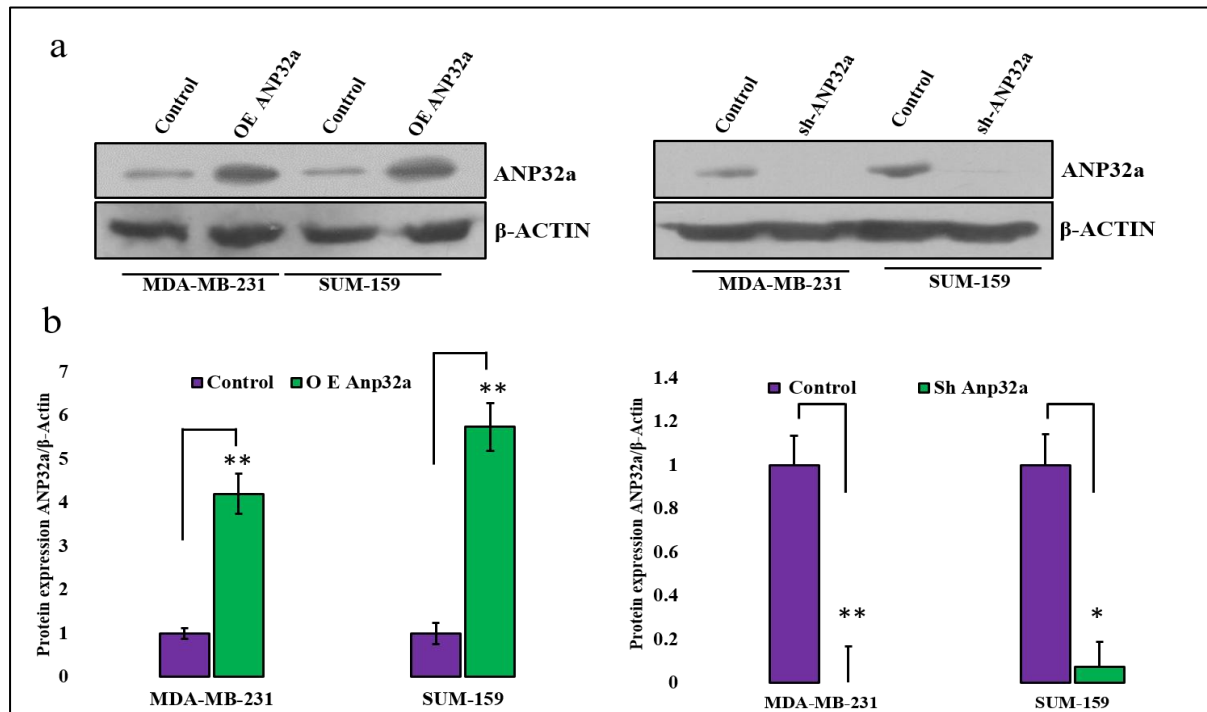 a
Control
OE ANP32a
Control
OE ANP32a
ANP32a
β-ACTIN
MDA-MB-231
SUM-159
Control
sh-ANP32a
Control
sh-ANP32a
ANP32a
β-ACTIN
MDA-MB-231
SUM-159
b
Protein expression ANP32a/β-Actin
7
6
5
4
3
2
1
0
Control
O E Anp32a
**
**
MDA-MB-231
SUM-159
Protein expression ANP32a/β-Actin
1.4
1.2
1
0.8
0.6
0.4
0.2
0
Control
Sh Anp32a
**
*
MDA-MB-231
SUM-159